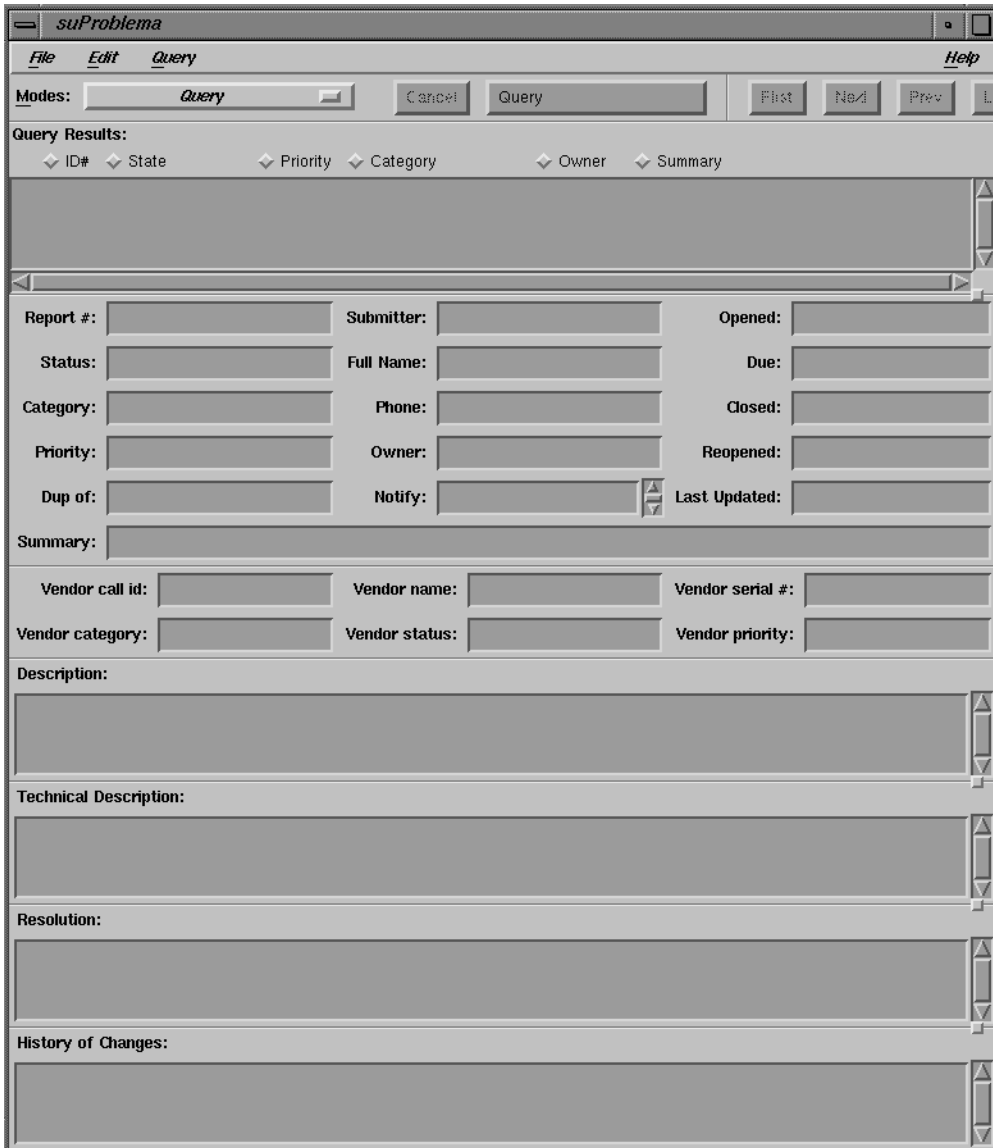 suProblema
File Edit Query Help
Modes: Query Cancel Query First Next Prev L
Query Results:
ID# State Priority Category Owner Summary
Report #: Submitter: Opened:
Status: Full Name: Due:
Category: Phone: Closed:
Priority: Owner: Reopened:
Dup of: Notify: Last Updated:
Summary:
Vendor call id: Vendor name: Vendor serial #:
Vendor category: Vendor status: Vendor priority:
Description:
Technical Description:
Resolution:
History of Changes: